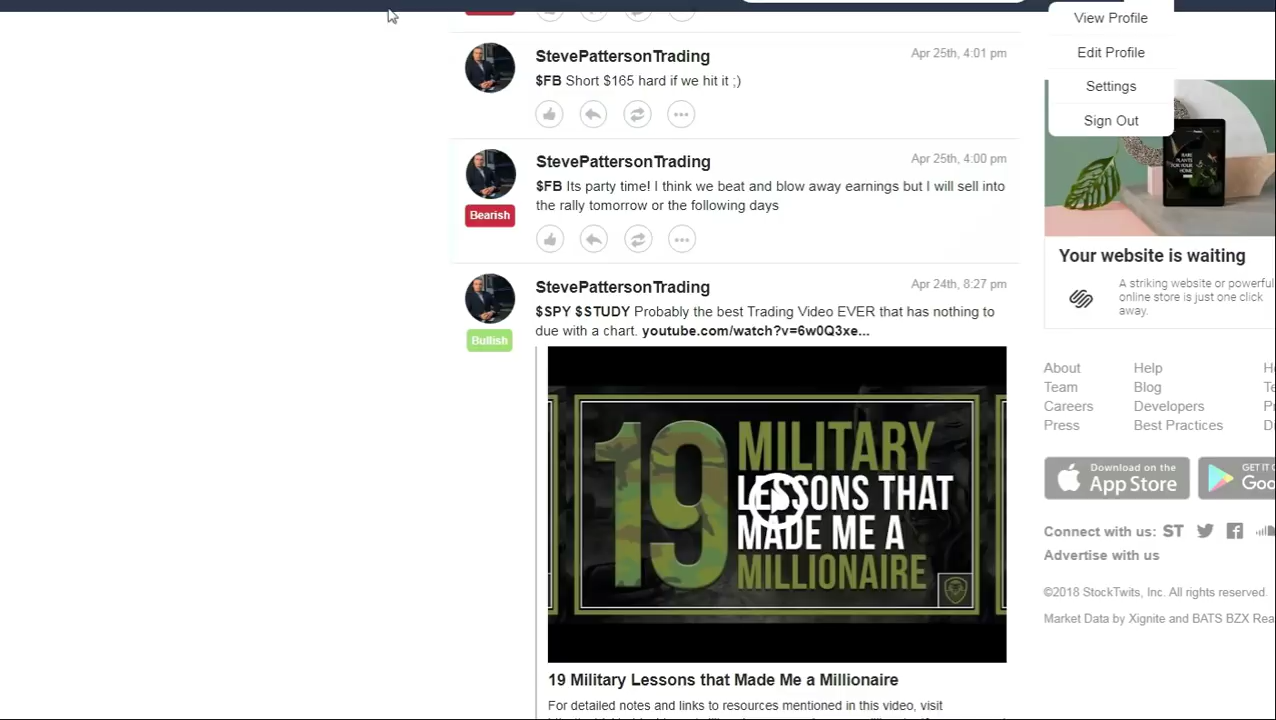 View Profile
Edit Profile
Settings
Sign Out
StevePattersonTrading
Apr 25th, 4:01 pm
$FB Short $165 hard if we hit it ;)
StevePattersonTrading
Apr 25th, 4:00 pm
Bearish
$FB Its party time! I think we beat and blow away earnings but I will sell into
the rally tomorrow or the following days
StevePattersonTrading
Apr 24th, 8:27 pm
Bullish
$SPY $STUDY Probably the best Trading Video EVER that has nothing to
due with a chart. youtube.com/watch?v=6w0Q3xe...
19 MILITARY
LESSONS THAT
MADE ME A
MILLIONAIRE
19 Military Lessons that Made Me a Millionaire
For detailed notes and links to resources mentioned in this video, visit
Your website is waiting
A striking website or powerful
online store is just one click
away.
About Help
Team Blog
Careers Developers
Press Best Practices
Download on the
App Store
GET IT
Connect with us: ST
Advertise with us
©2018 StockTwits, Inc. All rights reserved.
Market Data by Xignite and BATS BZX